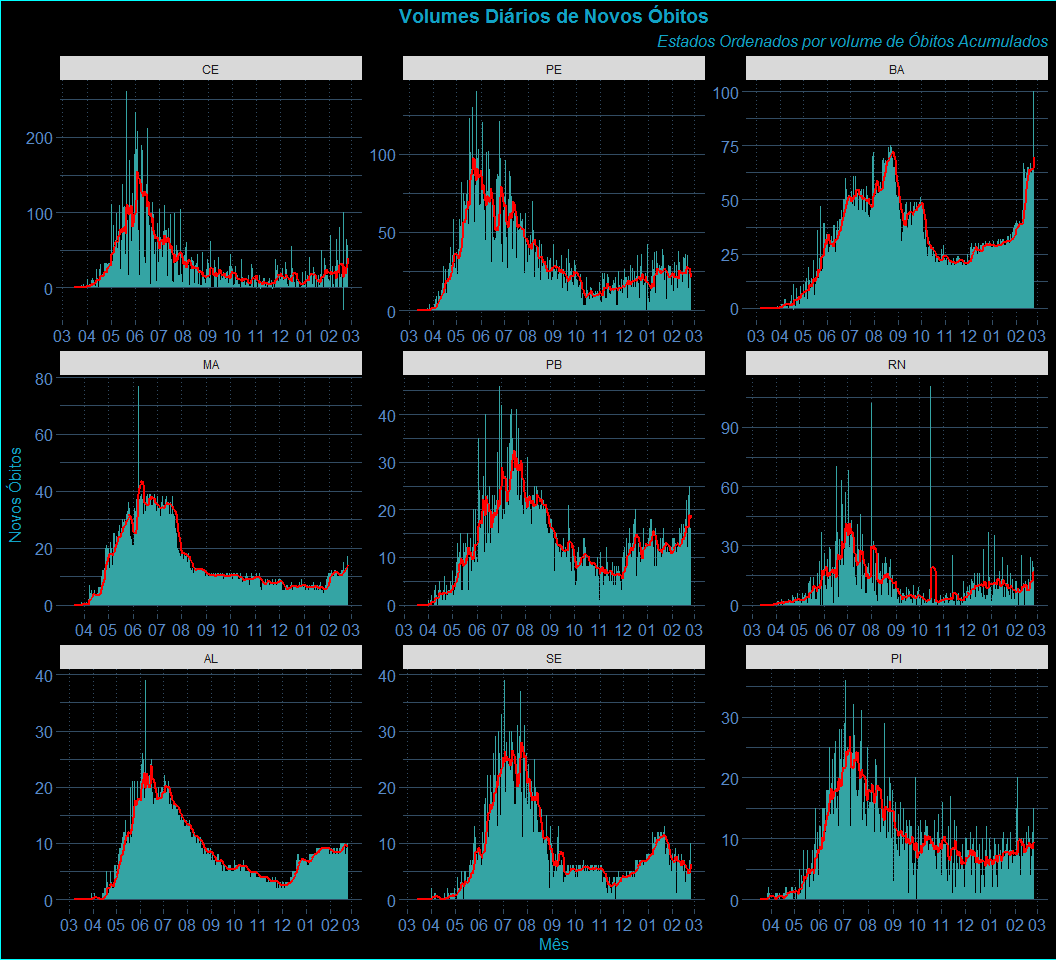 Volumes Diários de Novos Óbitos
Estados Ordenados por volume de Óbitos Acumulados
CE
PE
BA
200
100
0
100
50
0
100
75
50
25
0
03 04 05 06 07 08 09 10 11 12 01 02 03
03 04 05 06 07 08 09 10 11 12 01 02 03
03 04 05 06 07 08 09 10 11 12 01 02 03
MA
PB
RN
Novos Óbitos
80
60
40
20
0
40
30
20
10
0
90
60
30
0
04 05 06 07 08 09 10 11 12 01 02 03
03 04 05 06 07 08 09 10 11 12 01 02 03
03 04 05 06 07 08 09 10 11 12 01 02 03
AL
SE
PI
40
30
20
10
0
40
30
20
10
0
30
20
10
0
03 04 05 06 07 08 09 10 11 12 01 02 03
03 04 05 06 07 08 09 10 11 12 01 02 03
04 05 06 07 08 09 10 11 12 01 02 03
Mês